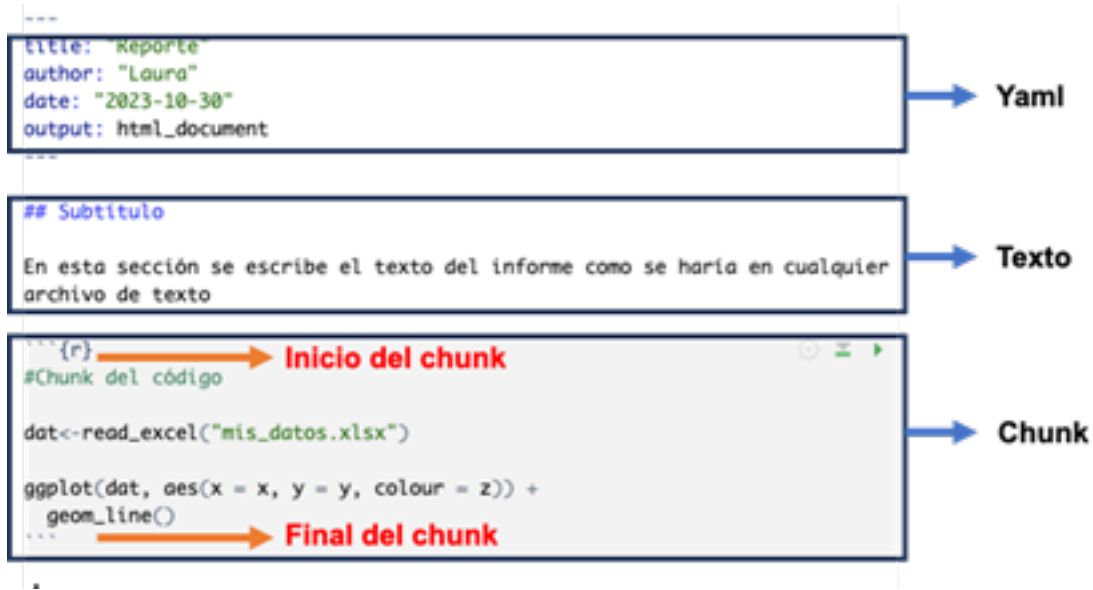 ---
title: "Reporte"
author: "Laura"
date: "2023-10-30"
output: html_document
---
Yaml
## Subtitulo
En esta sección se escribe el texto del informe como se haría en cualquier
archivo de texto
Texto
```{r}
Inicio del chunk
#Chunk del código
dat<-read_excel("mis_datos.xlsx")
Chunk
ggplot(dat, aes(x = x, y = y, colour = z)) +
geom_line()
```
Final del chunk